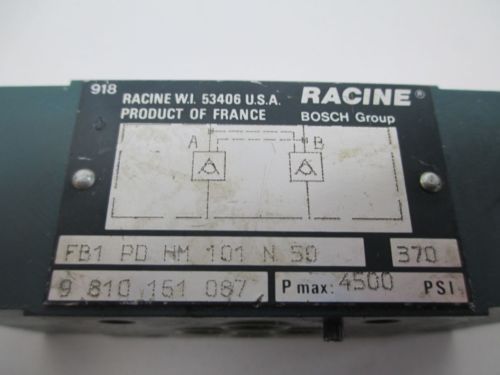 918
RACINE W.I. 53406 U.S.A.
PRODUCT OF FRANCE
RACINE®
BOSCH Group
A B
FB1 PD HM 101 N 50 370
9 810 151 087 P max: 4500 PSI